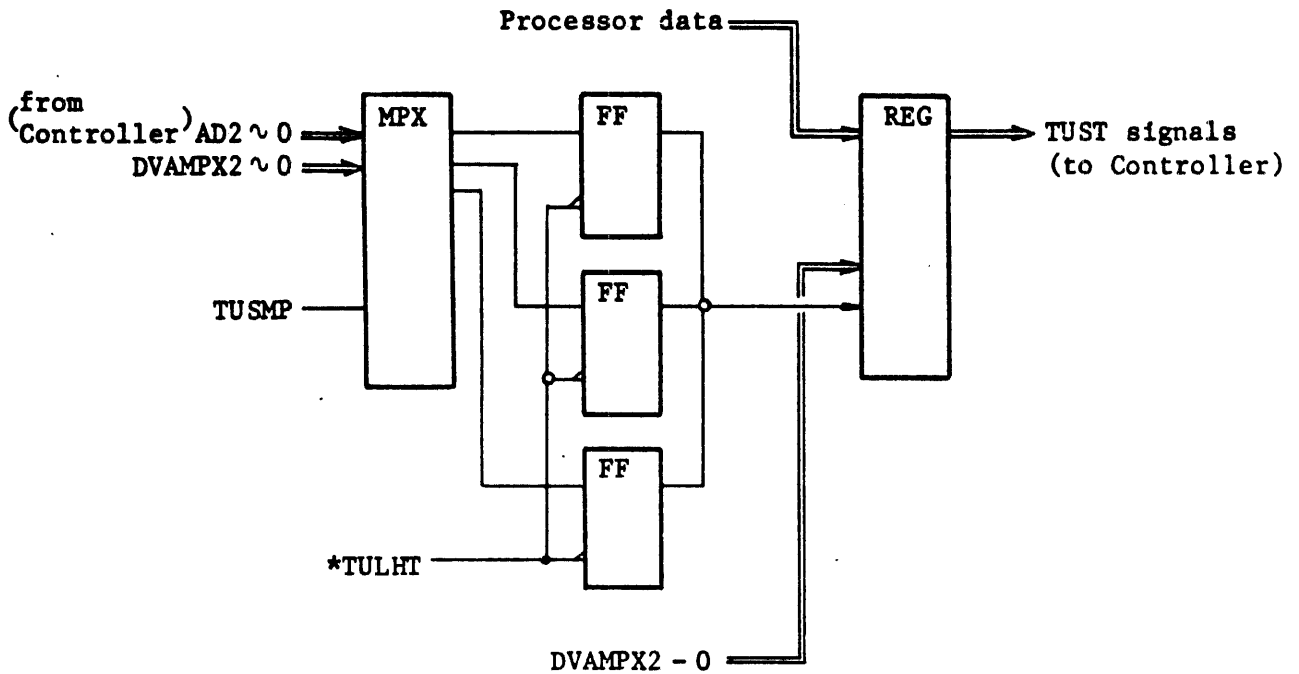 Processor data
(from
Controller) AD2 ~ 0
DVAMPX2 ~ 0
TUSMP
MPX
FF
FF
FF
*TULHT
REG
TUST signals
(to Controller)
DVAMPX2 - 0